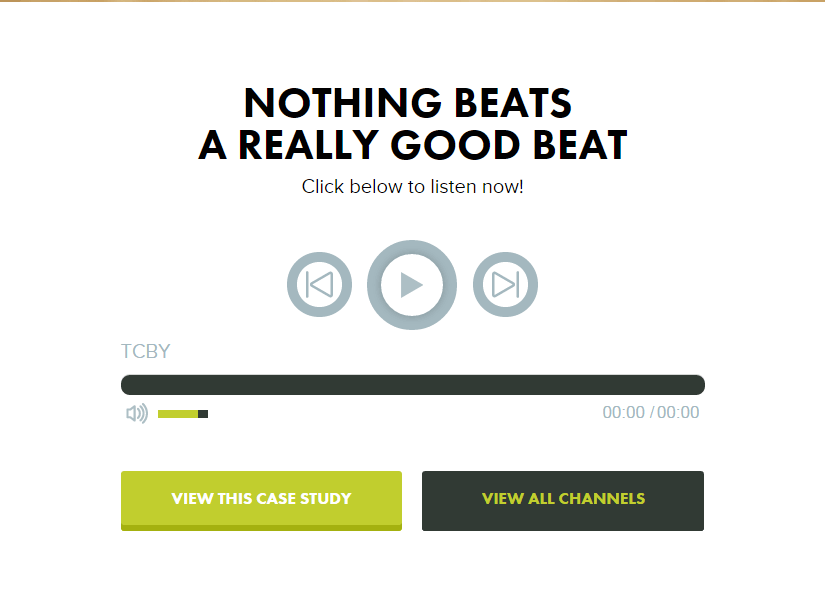 NOTHING BEATS
A REALLY GOOD BEAT
Click below to listen now!
TCBY
00:00 / 00:00
VIEW THIS CASE STUDY
VIEW ALL CHANNELS